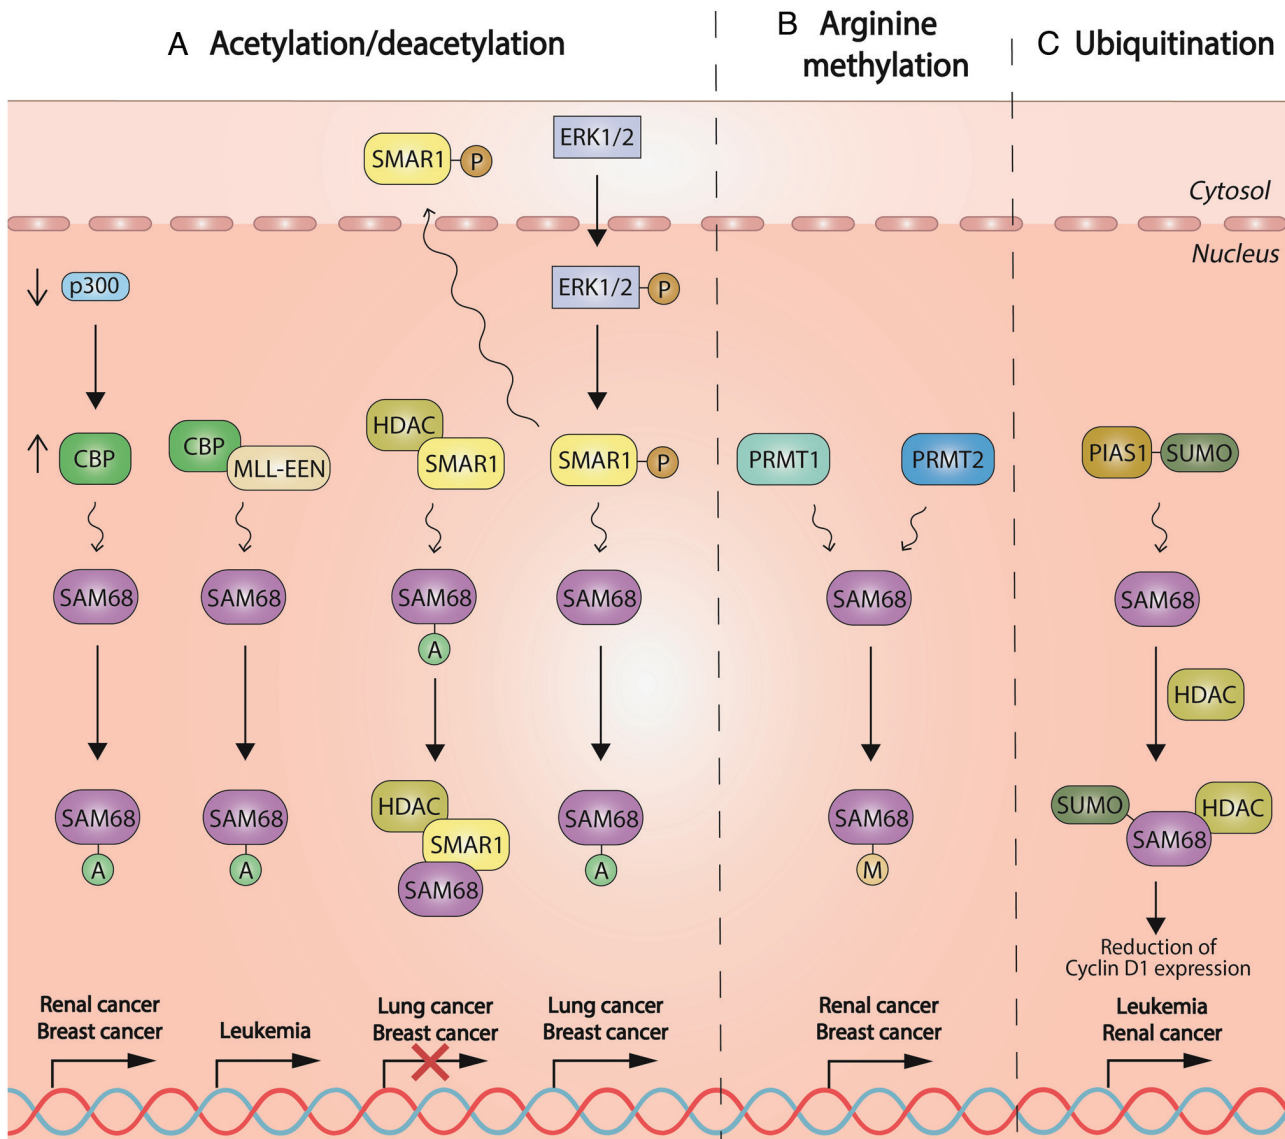 A Acetylation/deacetylation
B Arginine
methylation
C Ubiquitination
SMAR1 P
ERK1/2
Cytosol
Nucleus
p300
ERK1/2 P
CBP
CBP
MLL-EEN
HDAC
SMAR1
SMAR1 P
PRMT1
PRMT2
PIAS1 SUMO
SAM68
SAM68
SAM68
A
SAM68
SAM68
SAM68
HDAC
SAM68
A
SAM68
A
HDAC
SMAR1
SAM68
SAM68
A
SAM68
M
SUMO
HDAC
SAM68
Reduction of
Cyclin D1 expression
Renal cancer
Breast cancer
Leukemia
Lung cancer
Breast cancer
Lung cancer
Breast cancer
Renal cancer
Breast cancer
Leukemia
Renal cancer